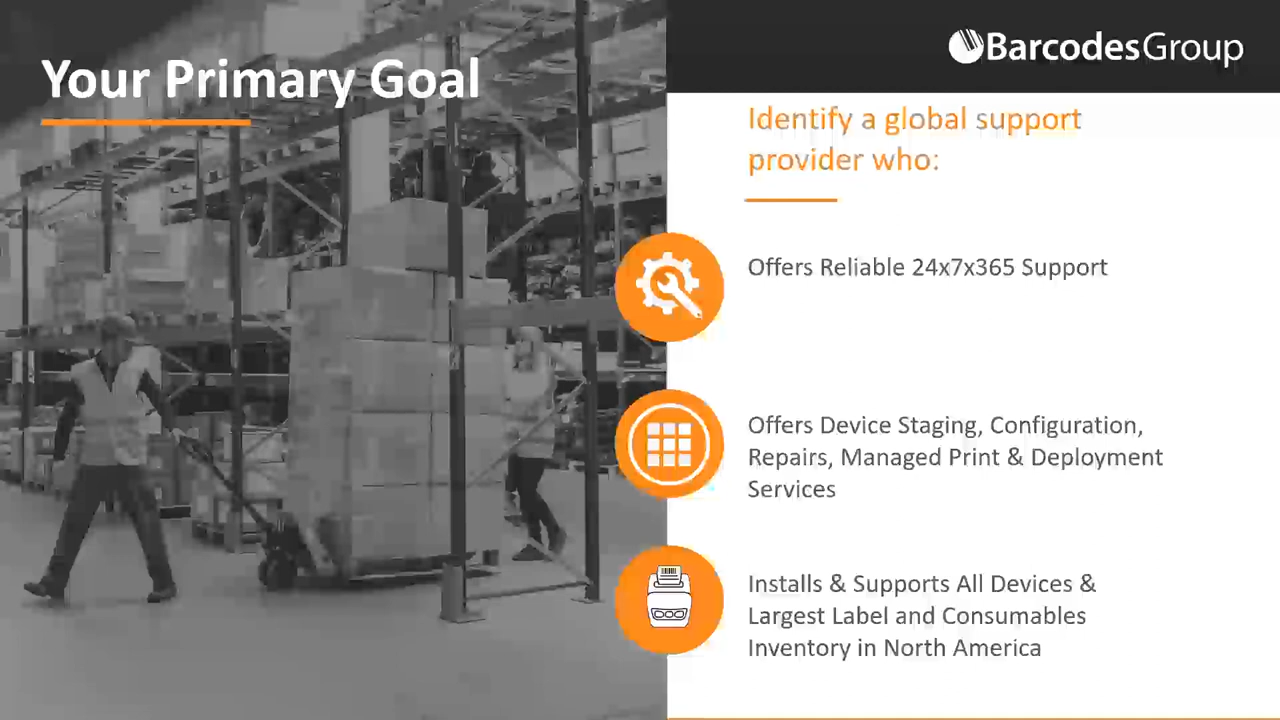 Your Primary Goal
BarcodesGroup
Identify a global support
provider who:
Offers Reliable 24x7x365 Support
Offers Device Staging, Configuration,
Repairs, Managed Print & Deployment
Services
Installs & Supports All Devices &
Largest Label and Consumables
Inventory in North America